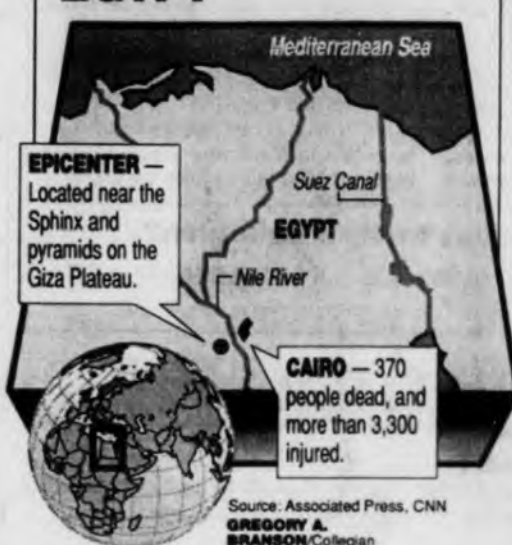 EGYPT
Mediterranean Sea
EPICENTER —
Located near the
Sphinx and
pyramids on the
Giza Plateau.
Suez Canal
EGYPT
Nile River
CAIRO — 370
people dead, and
more than 3,300
injured.
Source: Associated Press, CNN
GREGORY A.
BRANSON/Collegian